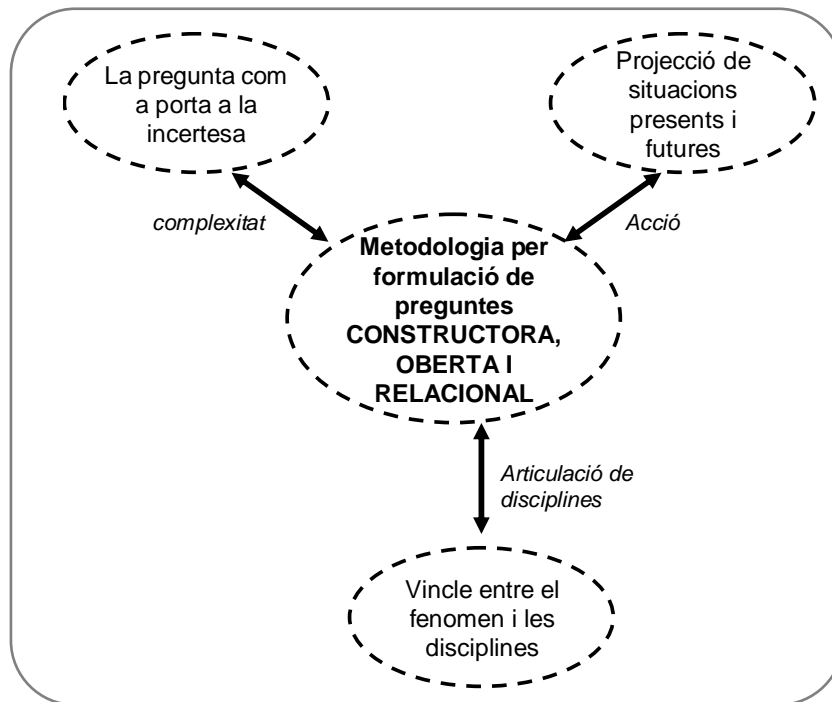 La pregunta com
a porta a la
incertesa
Projecció de
situacions
presents i
futures
complexitat
Acció
Metodologia per
formulació de
preguntes
CONSTRUCTORA,
OBERTA I
RELACIONAL
Articulació de
disciplines
Vincle entre el
fenomen i les
disciplines